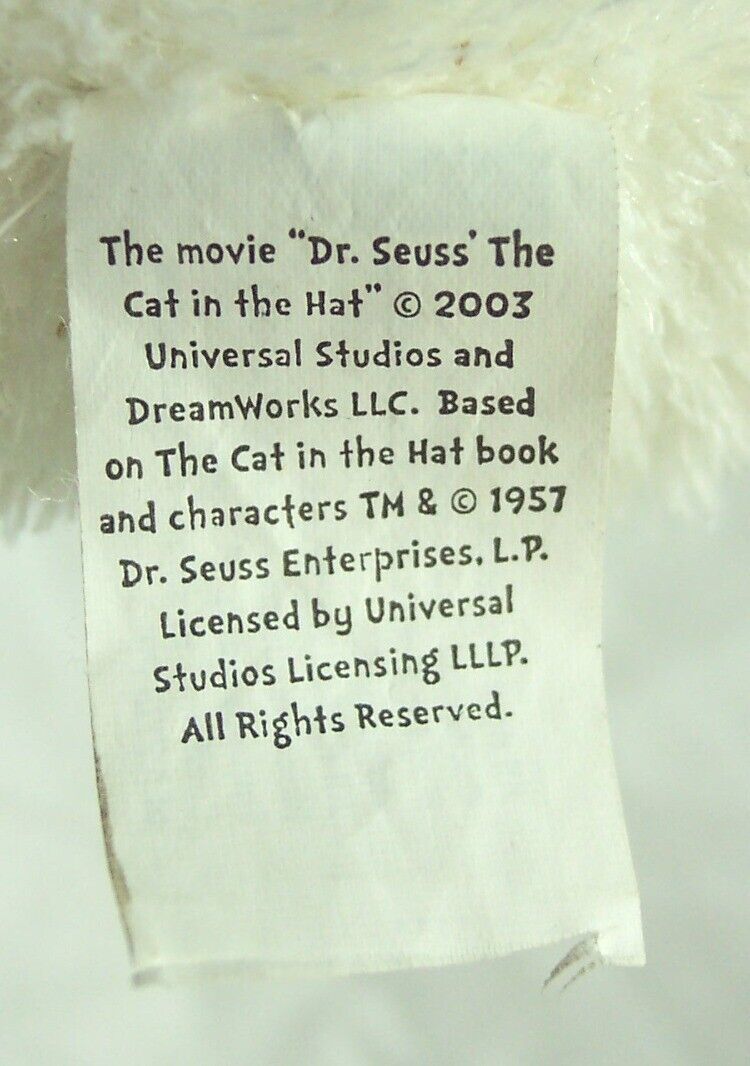 The movie “Dr. Seuss’ The
Cat in the Hat” © 2003
Universal Studios and
DreamWorks LLC. Based
on The Cat in the Hat book
and characters TM & © 1957
Dr. Seuss Enterprises, L.P.
Licensed by Universal
Studios Licensing LLLP.
All Rights Reserved.